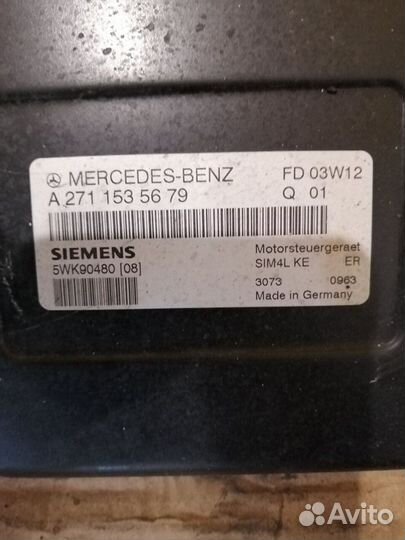 MERCEDES-BENZ FD 03W12
A 271 153 56 79 Q 01
SIEMENS Motorsteuergeraet
5WK90480 [08] SIM4L KE ER
3073 0963
Made in Germany
Avito